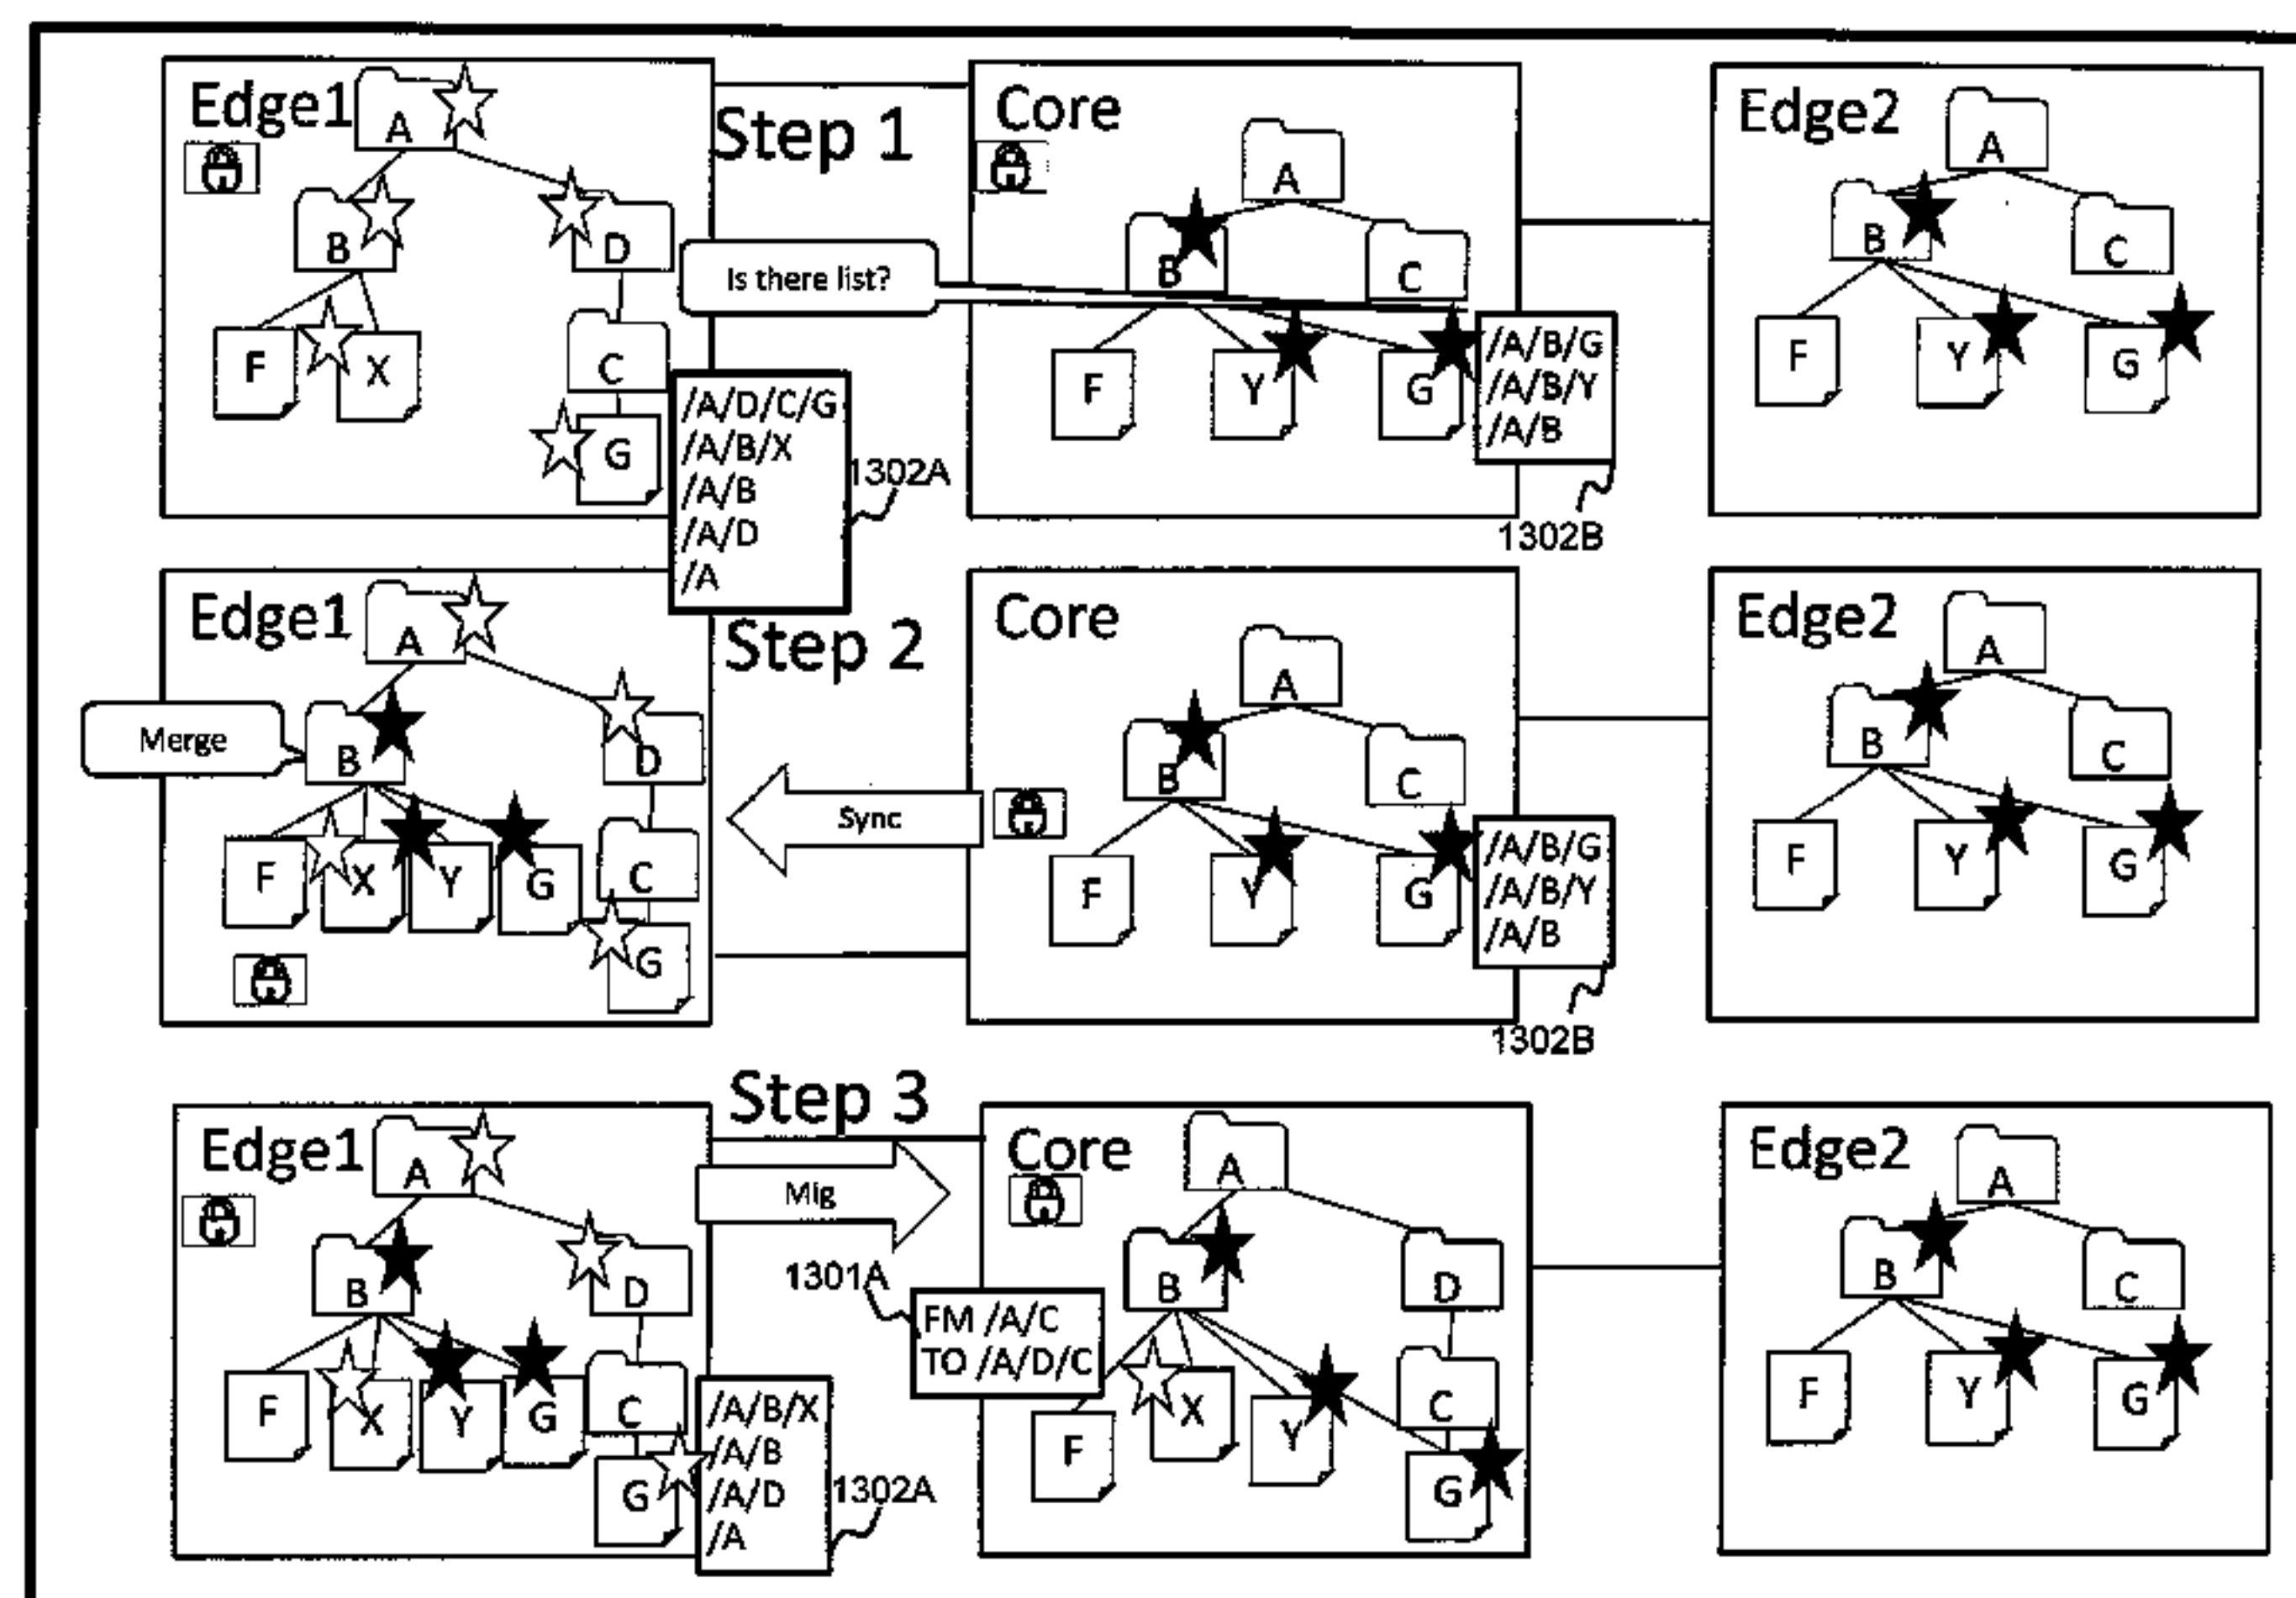 Edge1
A
B
D
F
X
C
G
Step 1
Is there list?
/A/D/C/G
/A/B/X
/A/B
/A/D
/A
1302A
Core
A
B
C
F
Y
G
/A/B/G
/A/B/Y
/A/B
1302B
Edge2
A
B
C
F
Y
G
Edge1
A
Merge
B
D
F
X
Y
G
C
G
Step 2
Sync
Core
A
B
C
F
Y
G
/A/B/G
/A/B/Y
/A/B
1302B
Edge2
A
B
C
F
Y
G
Step 3
Edge1
A
B
D
F
X
Y
G
C
G
/A/B/X
/A/B
/A/D
/A
1302A
Mig
1301A
FM /A/C
TO /A/D/C
Core
A
B
D
F
X
Y
C
G
Edge2
A
B
C
F
Y
G